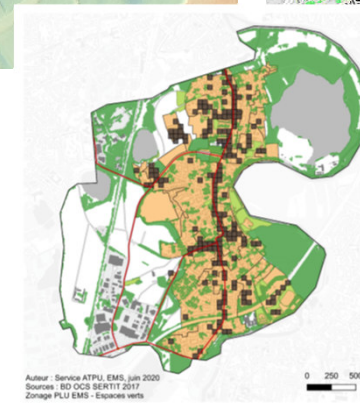 Auteur : Service ATPU, EMS, juin 2020
Sources : BD OCS SERTIT 2017
Zonage PLU EMS - Espaces verts
0 250 500